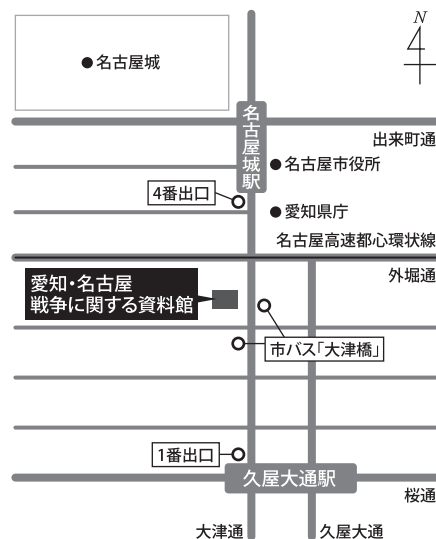 N
名古屋城
名古屋城駅
出来町通
名古屋市役所
4番出口
愛知県庁
名古屋高速都心環状線
外堀通
愛知・名古屋
戦争に関する資料館
市バス「大津橋」
1番出口
久屋大通駅
桜通
大津通
久屋大通